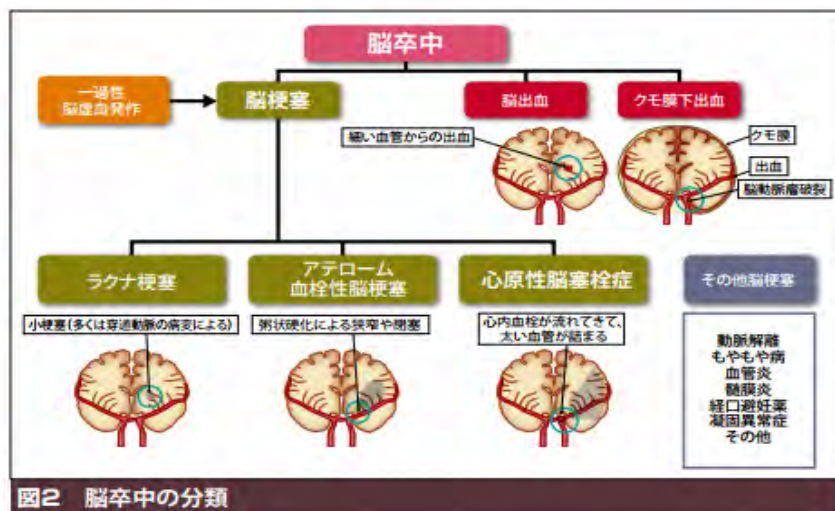 脳卒中
一過性
脳虚血発作
脳梗塞
脳出血
クモ膜下出血
細い血管からの出血
クモ膜
出血
脳動脈瘤破裂
ラクナ梗塞
アテローム
血栓性脳梗塞
心原性脳塞栓症
その他脳梗塞
小梗塞(多くは穿通動脈の病変による)
粥状硬化による狭窄や閉塞
心内血栓が流れてきて、
太い血管が詰まる
動脈解離
もやもや病
血管炎
髄膜炎
経口避妊薬
凝固異常症
その他
図2 脳卒中の分類